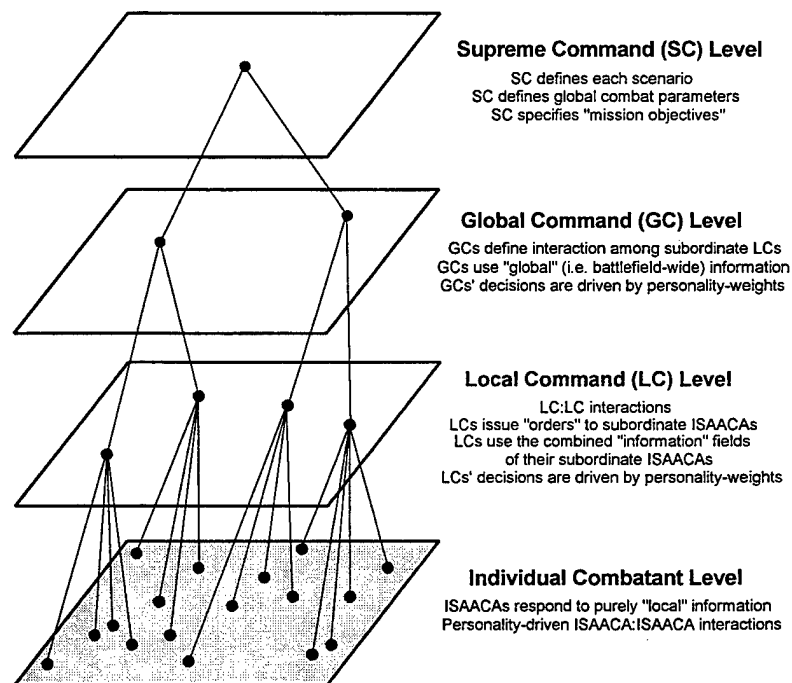 Supreme Command (SC) Level
SC defines each scenario
SC defines global combat parameters
SC specifies "mission objectives"
Global Command (GC) Level
GCs define interaction among subordinate LCs
GCs use "global" (i.e. battlefield-wide) information
GCs' decisions are driven by personality-weights
Local Command (LC) Level
LC:LC interactions
LCs issue "orders" to subordinate ISAACAs
LCs use the combined "information" fields
of their subordinate ISAACAs
LCs' decisions are driven by personality-weights
Individual Combatant Level
ISAACAs respond to purely "local" information
Personality-driven ISAACA:ISAACA interactions